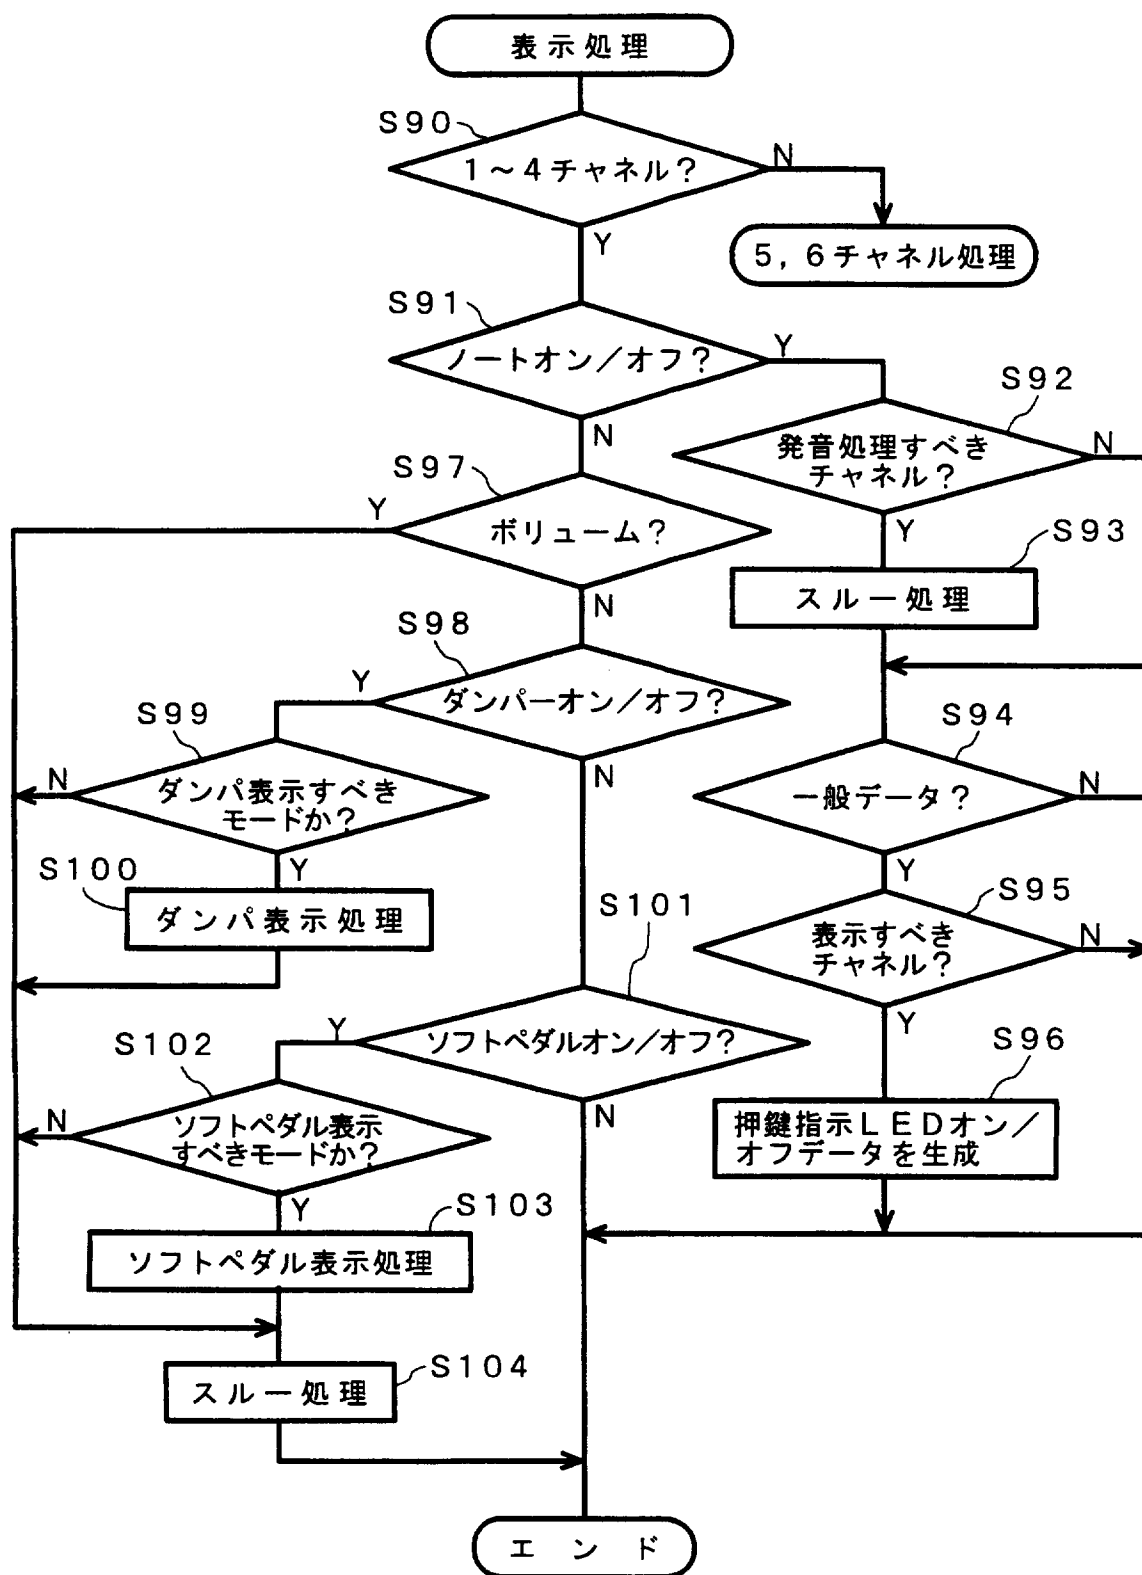 表示処理
S90
1～4チャネル?
N
Y
5,6チャネル処理
S91
ノートオン／オフ?
Y
N
S92
発音処理すべき
チャネル?
N
Y
S93
スルー処理
S97
Y
ボリューム?
N
S98
Y
ダンパーオン／オフ?
N
S94
一般データ?
N
Y
S99
N
ダンパ表示すべき
モードか?
Y
S100
ダンパ表示処理
S95
表示すべき
チャネル?
N
Y
S101
Y
ソフトペダルオン／オフ?
N
S96
押鍵指示LEDオン／
オフデータを生成
S102
N
ソフトペダル表示
すべきモードか?
Y
S103
ソフトペダル表示処理
S104
スルー処理
エンド